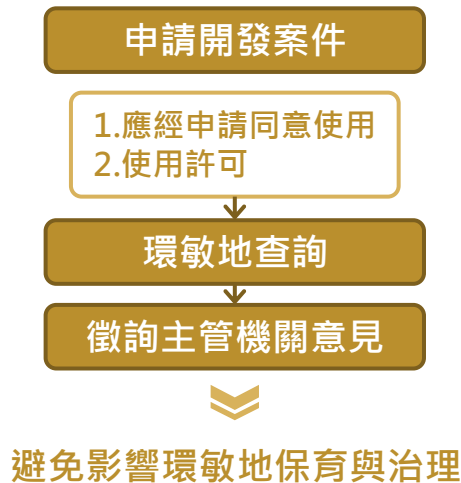 申請開發案件
1.應經申請同意使用
2.使用許可
環敏地查詢
徵詢主管機關意見
避免影響環敏地保育與治理